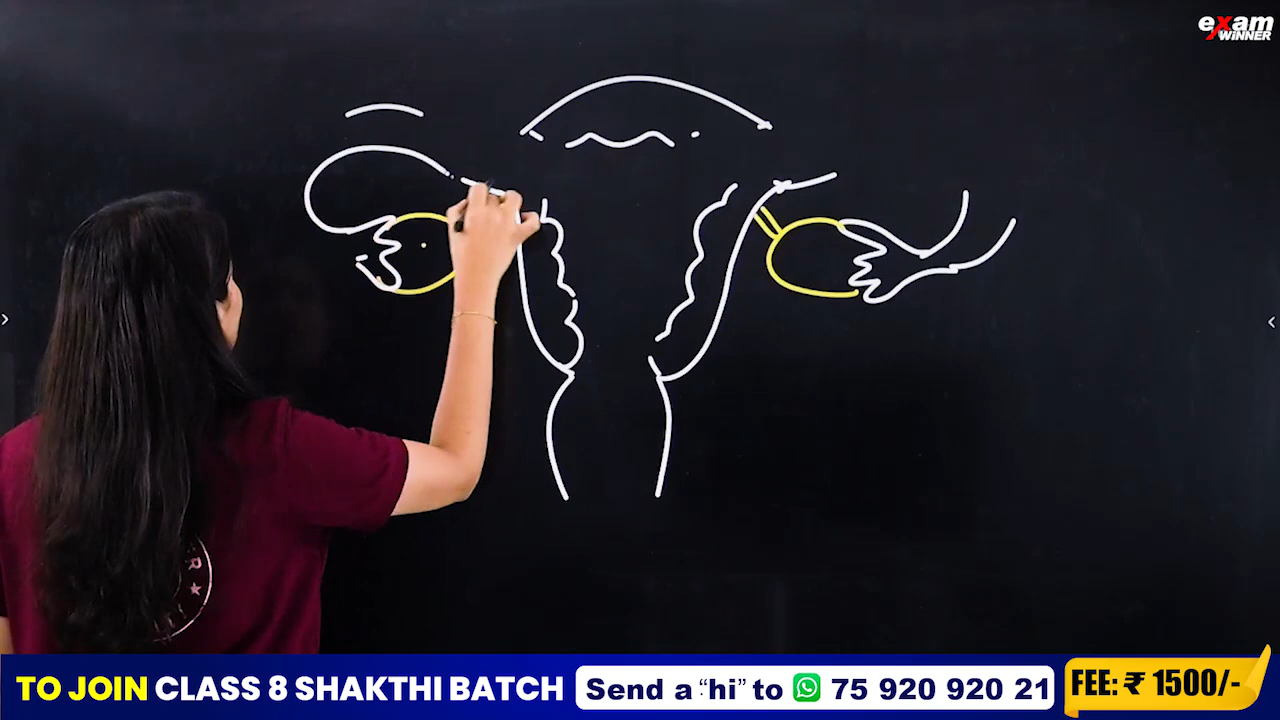 exam
WINNER
TO JOIN CLASS 8 SHAKTHI BATCH
Send a “hi” to 75 920 920 21
FEE: ₹ 1500/-